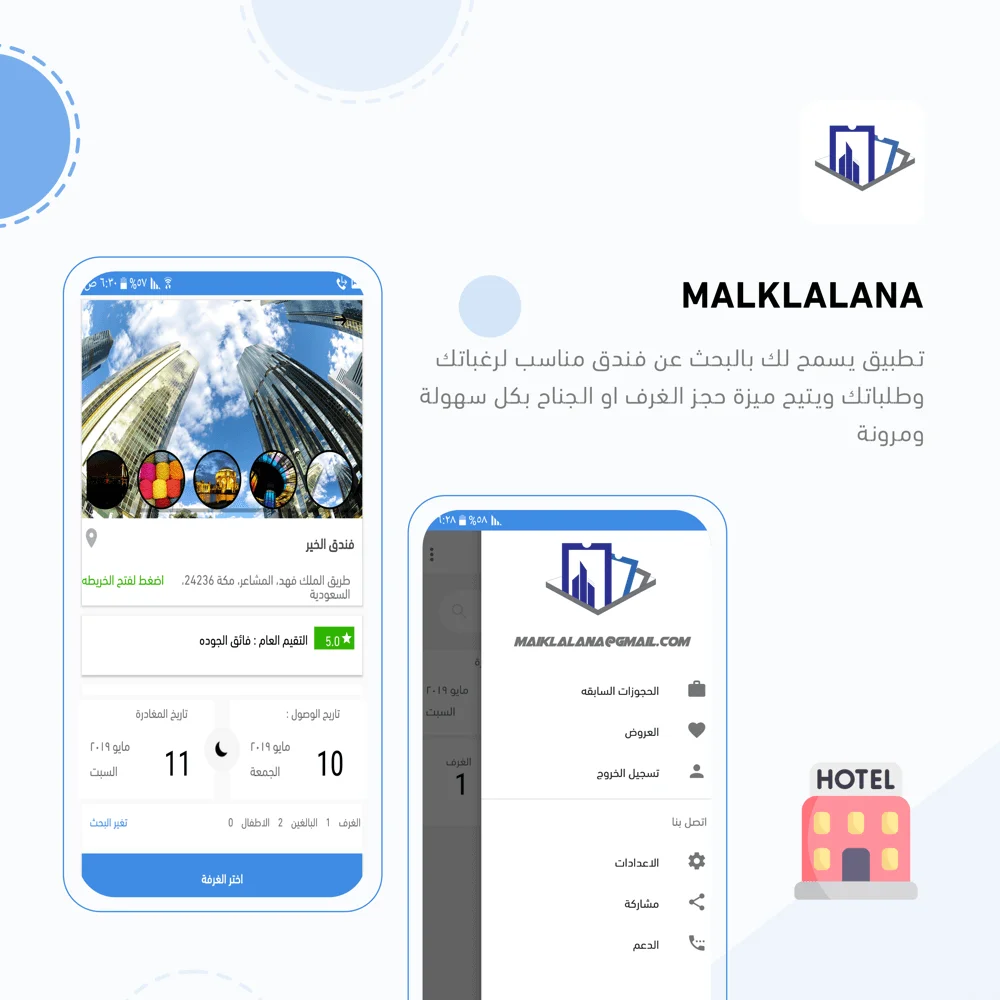 MALKLALANA
تطبيق يسمح لك بالبحث عن فندق مناسب لرغباتك
وطلباتك ويتيح ميزة حجز الغرف او الجناح بكل سهولة
ومرونة
٦:٣٠ ص %٥٧
فندق الخير
طريق الملك فهد، المشاعر، مكة 24236،
السعودية
اضغط لفتح الخريطه
5.0 التقيم العام : فائق الجوده
تاريخ الوصول :
10 مايو ٢٠١٩
الجمعة
تاريخ المغادرة
11 مايو ٢٠١٩
السبت
الغرف 1 البالغين 2 الاطفال 0 تغير البحث
اختر الغرفة
١:٢٨ %٥٨
MAIKLALANA@GMAIL.COM
الحجوزات السابقه
العروض
تسجيل الخروج
اتصل بنا
الاعدادات
مشاركة
الدعم
مايو ٢٠١٩
السبت
الغرف
1
HOTEL